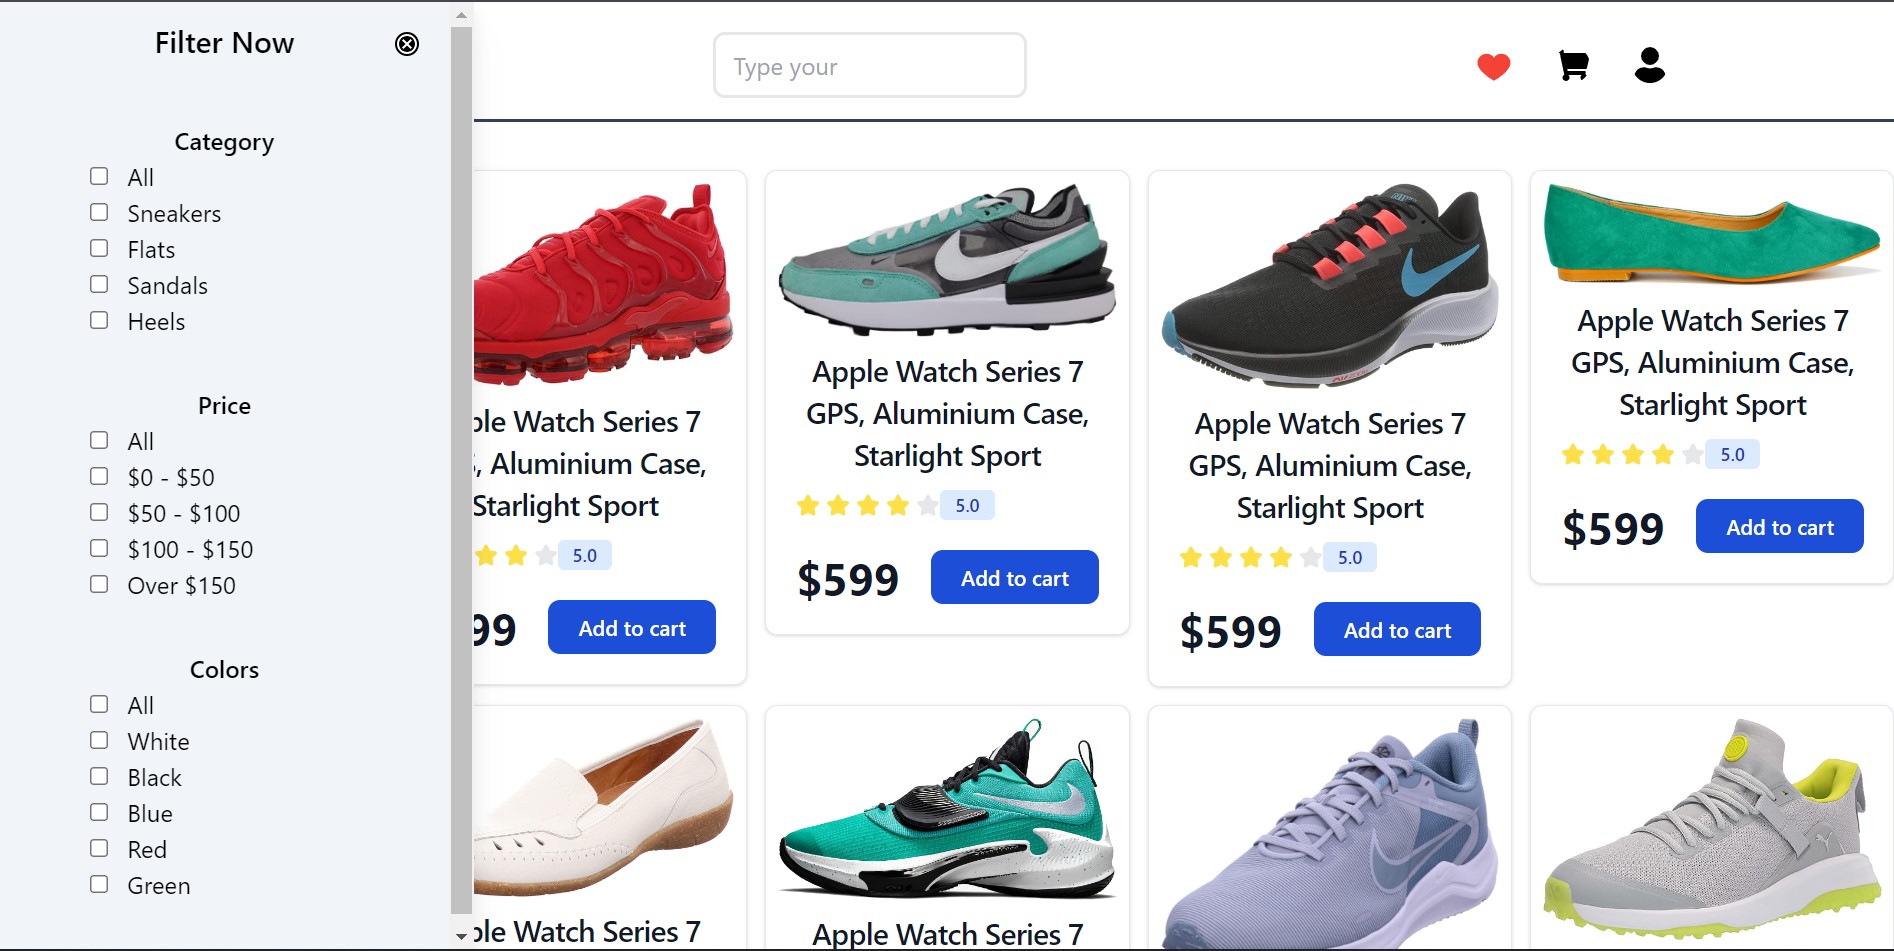 Filter Now
Category
All
Sneakers
Flats
Sandals
Heels
Price
All
$0 - $50
$50 - $100
$100 - $150
Over $150
Colors
All
White
Black
Blue
Red
Green
Type your
ple Watch Series 7
, Aluminium Case,
Starlight Sport
5.0
99
Add to cart
Apple Watch Series 7
GPS, Aluminium Case,
Starlight Sport
5.0
$599
Add to cart
Apple Watch Series 7
GPS, Aluminium Case,
Starlight Sport
5.0
$599
Add to cart
Apple Watch Series 7
GPS, Aluminium Case,
Starlight Sport
5.0
$599
Add to cart
ple Watch Series 7
Apple Watch Series 7